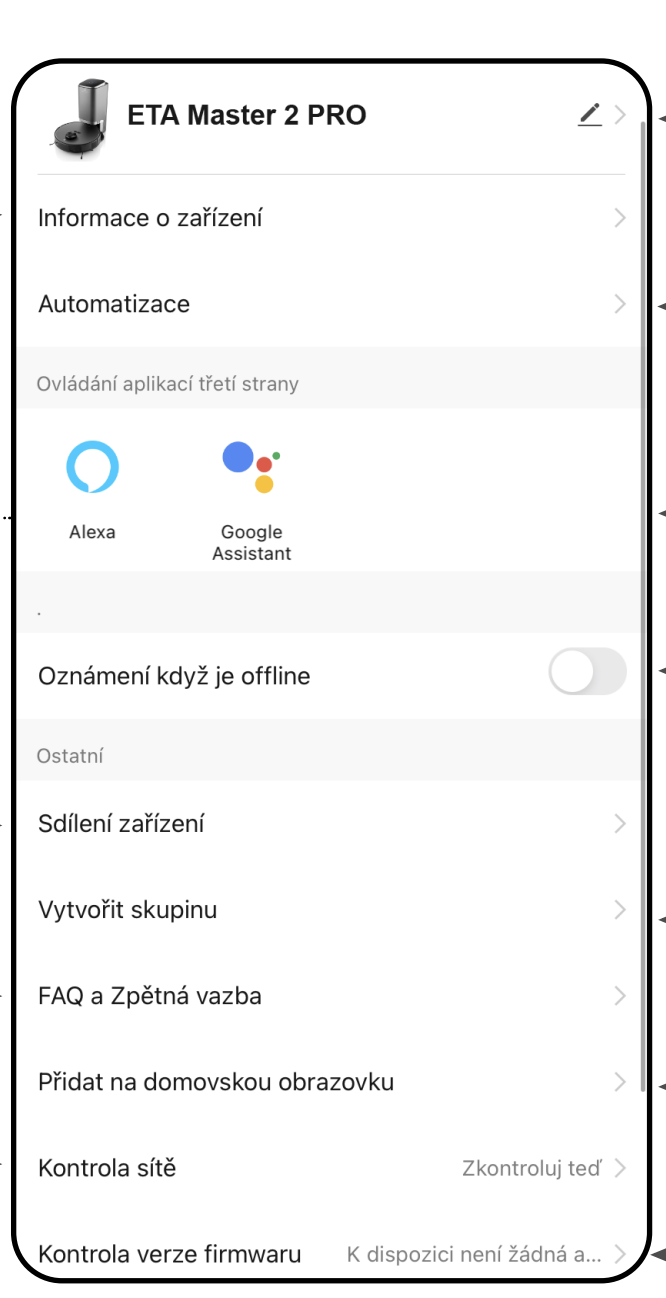 ETA Master 2 PRO
Informace o zařízení
Automatizace
Ovládání aplikací třetí strany
Alexa
Google
Assistant
.
Oznámení když je offline
Ostatní
Sdílení zařízení
Vytvořit skupinu
FAQ a Zpětná vazba
Přidat na domovskou obrazovku
Kontrola sítě Zkontroluj teď
Kontrola verze firmwaru K dispozici není žádná a...